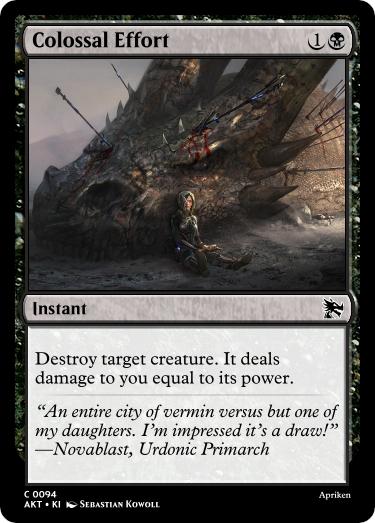 Colossal Effort 1
Instant
Destroy target creature. It deals
damage to you equal to its power.
“An entire city of vermin versus but one of
my daughters. I’m impressed it’s a draw!”
—Novablast, Urdonic Primarch
C 0094
AKT • KI Sebastian Kowoll
Apriken